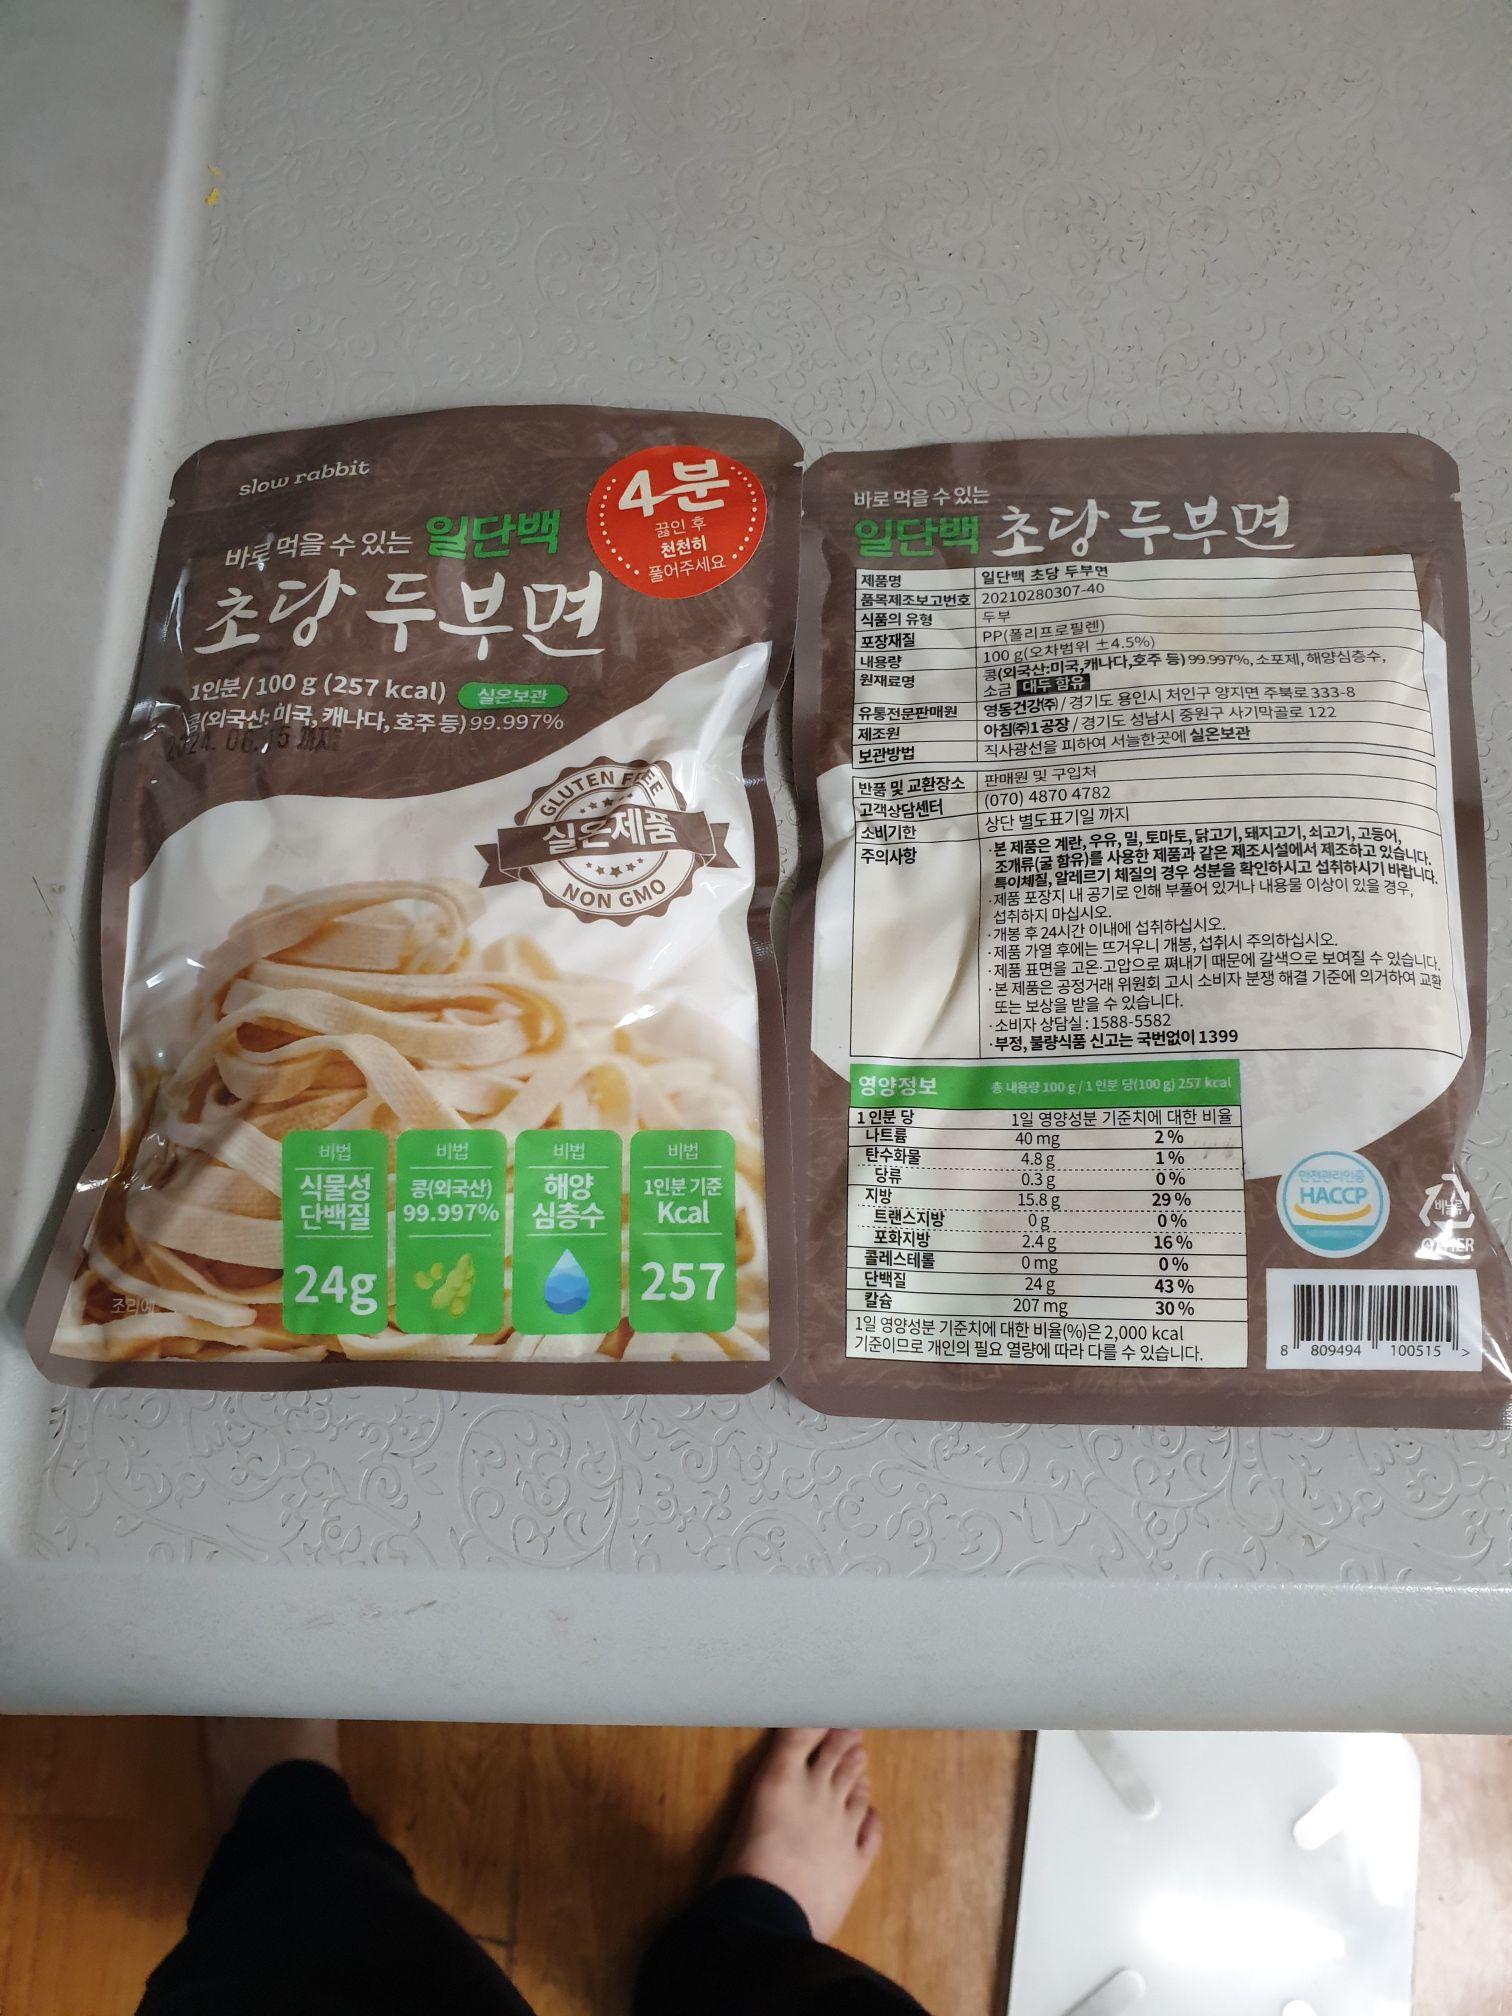 slow rabbit
바로 먹을 수 있는 일단백
초당 두부면
4분
끓인 후
천천히
풀어주세요
1인분/100 g (257 kcal) 실온보관
콩(외국산:미국, 캐나다, 호주 등) 99.997%
2024. 06. 15 까지
GLUTEN FREE
실온제품
NON GMO
비법
식물성
단백질
24g
비법
콩(외국산)
99.997%
비법
해양
심층수
비법
1인분 기준
Kcal
257
조리예
바로 먹을 수 있는
일단백 초당 두부면
제품명 일단백 초당 두부면
품목제조보고번호 20210280307-40
식품의 유형 두부
포장재질 PP(폴리프로필렌)
내용량 100 g(오차범위 ±4.5%)
원재료명 콩(외국산:미국,캐나다,호주 등) 99.997%, 소포제, 해양심층수,
소금 대두 함유
유통전문판매원 영동건강(주) / 경기도 용인시 처인구 양지면 주북로 333-8
제조원 아침(주)1공장 / 경기도 성남시 중원구 사기막골로 122
보관방법 직사광선을 피하여 서늘한곳에 실온보관
반품 및 교환장소 판매원 및 구입처
고객상담센터 (070) 4870 4782
소비기한 상단 별도표기일 까지
주의사항 ·본 제품은 계란, 우유, 밀, 토마토, 닭고기, 돼지고기, 쇠고기, 고등어,
조개류(굴 함유)를 사용한 제품과 같은 제조시설에서 제조하고 있습니다.
특이체질, 알레르기 체질의 경우 성분을 확인하시고 섭취하시기 바랍니다.
·제품 포장지 내 공기로 인해 부풀어 있거나 내용물 이상이 있을 경우,
섭취하지 마십시오.
·개봉 후 24시간 이내에 섭취하십시오.
·제품 가열 후에는 뜨거우니 개봉, 섭취시 주의하십시오.
·제품 표면을 고온·고압으로 쪄내기 때문에 갈색으로 보여질 수 있습니다.
·본 제품은 공정거래 위원회 고시 소비자 분쟁 해결 기준에 의거하여 교환
또는 보상을 받을 수 있습니다.
·소비자 상담실 : 1588-5582
·부정, 불량식품 신고는 국번없이 1399
영양정보 총 내용량 100 g / 1 인분 당(100 g) 257 kcal
1 인분 당 1일 영양성분 기준치에 대한 비율
나트륨 40 mg 2 %
탄수화물 4.8 g 1 %
당류 0.3 g 0 %
지방 15.8 g 29 %
트랜스지방 0 g 0 %
포화지방 2.4 g 16 %
콜레스테롤 0 mg 0 %
단백질 24 g 43 %
칼슘 207 mg 30 %
1일 영양성분 기준치에 대한 비율(%)은 2,000 kcal
기준이므로 개인의 필요 열량에 따라 다를 수 있습니다.
안전관리인증
HACCP
비닐류
OTHER
8 809494 100515 >